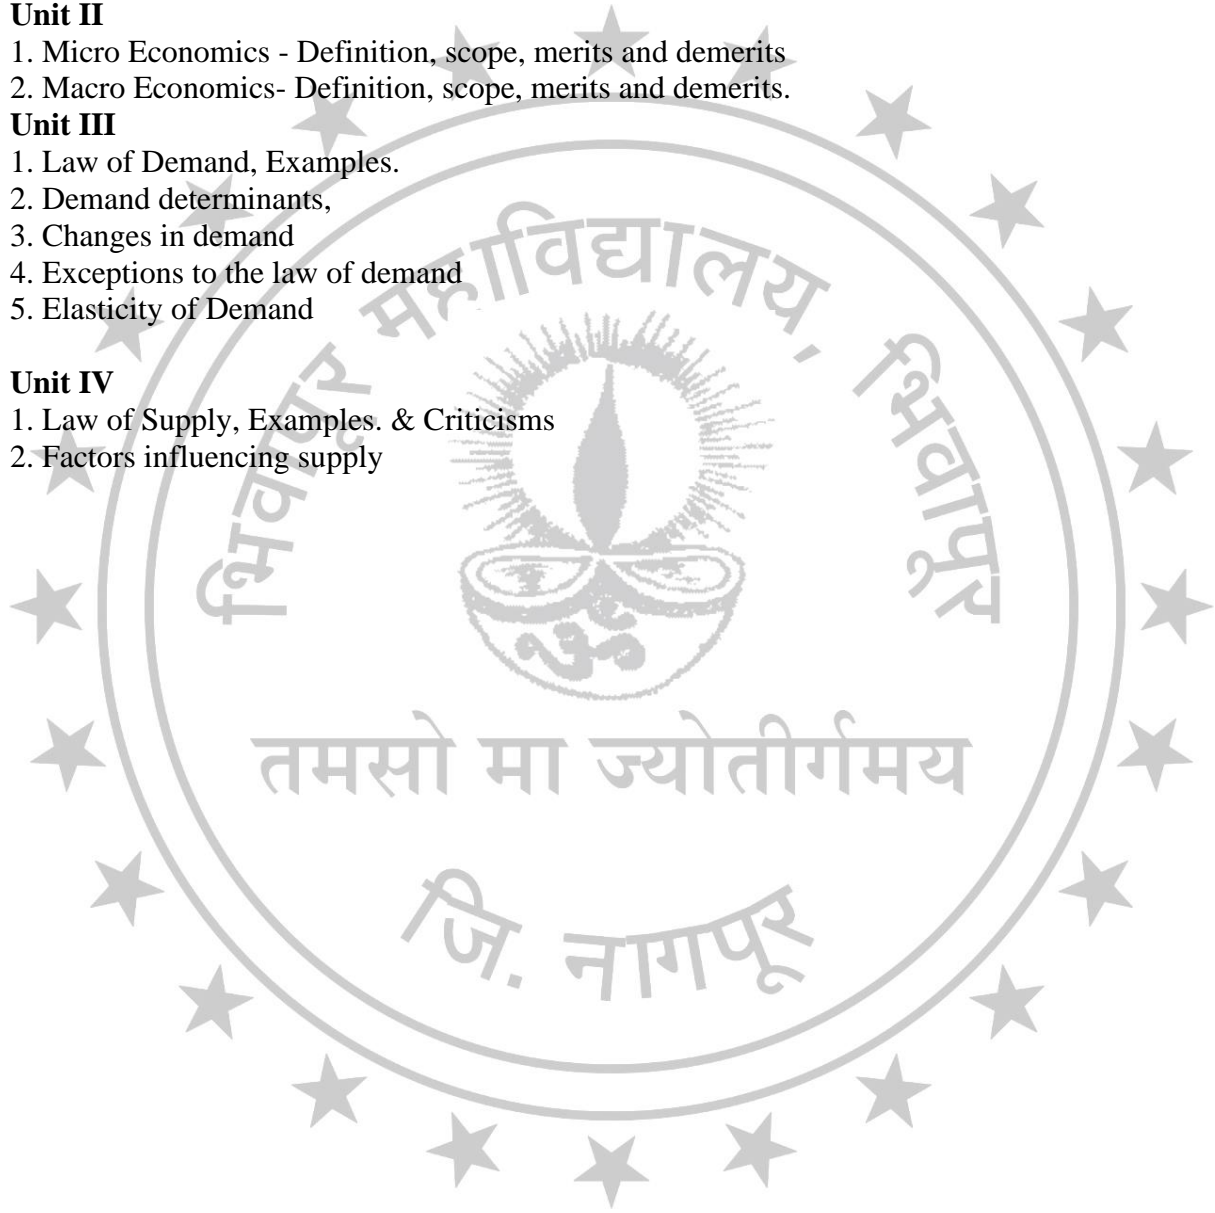 Unit II
1. Micro Economics - Definition, scope, merits and demerits
2. Macro Economics- Definition, scope, merits and demerits.
Unit III
1. Law of Demand, Examples.
2. Demand determinants,
3. Changes in demand
4. Exceptions to the law of demand
5. Elasticity of Demand
Unit IV
1. Law of Supply, Examples. & Criticisms
2. Factors influencing supply
भिवापूर महाविद्यालय, भिवापूर
ॐ
तमसो मा ज्योतीर्गमय
जि. नागपूर